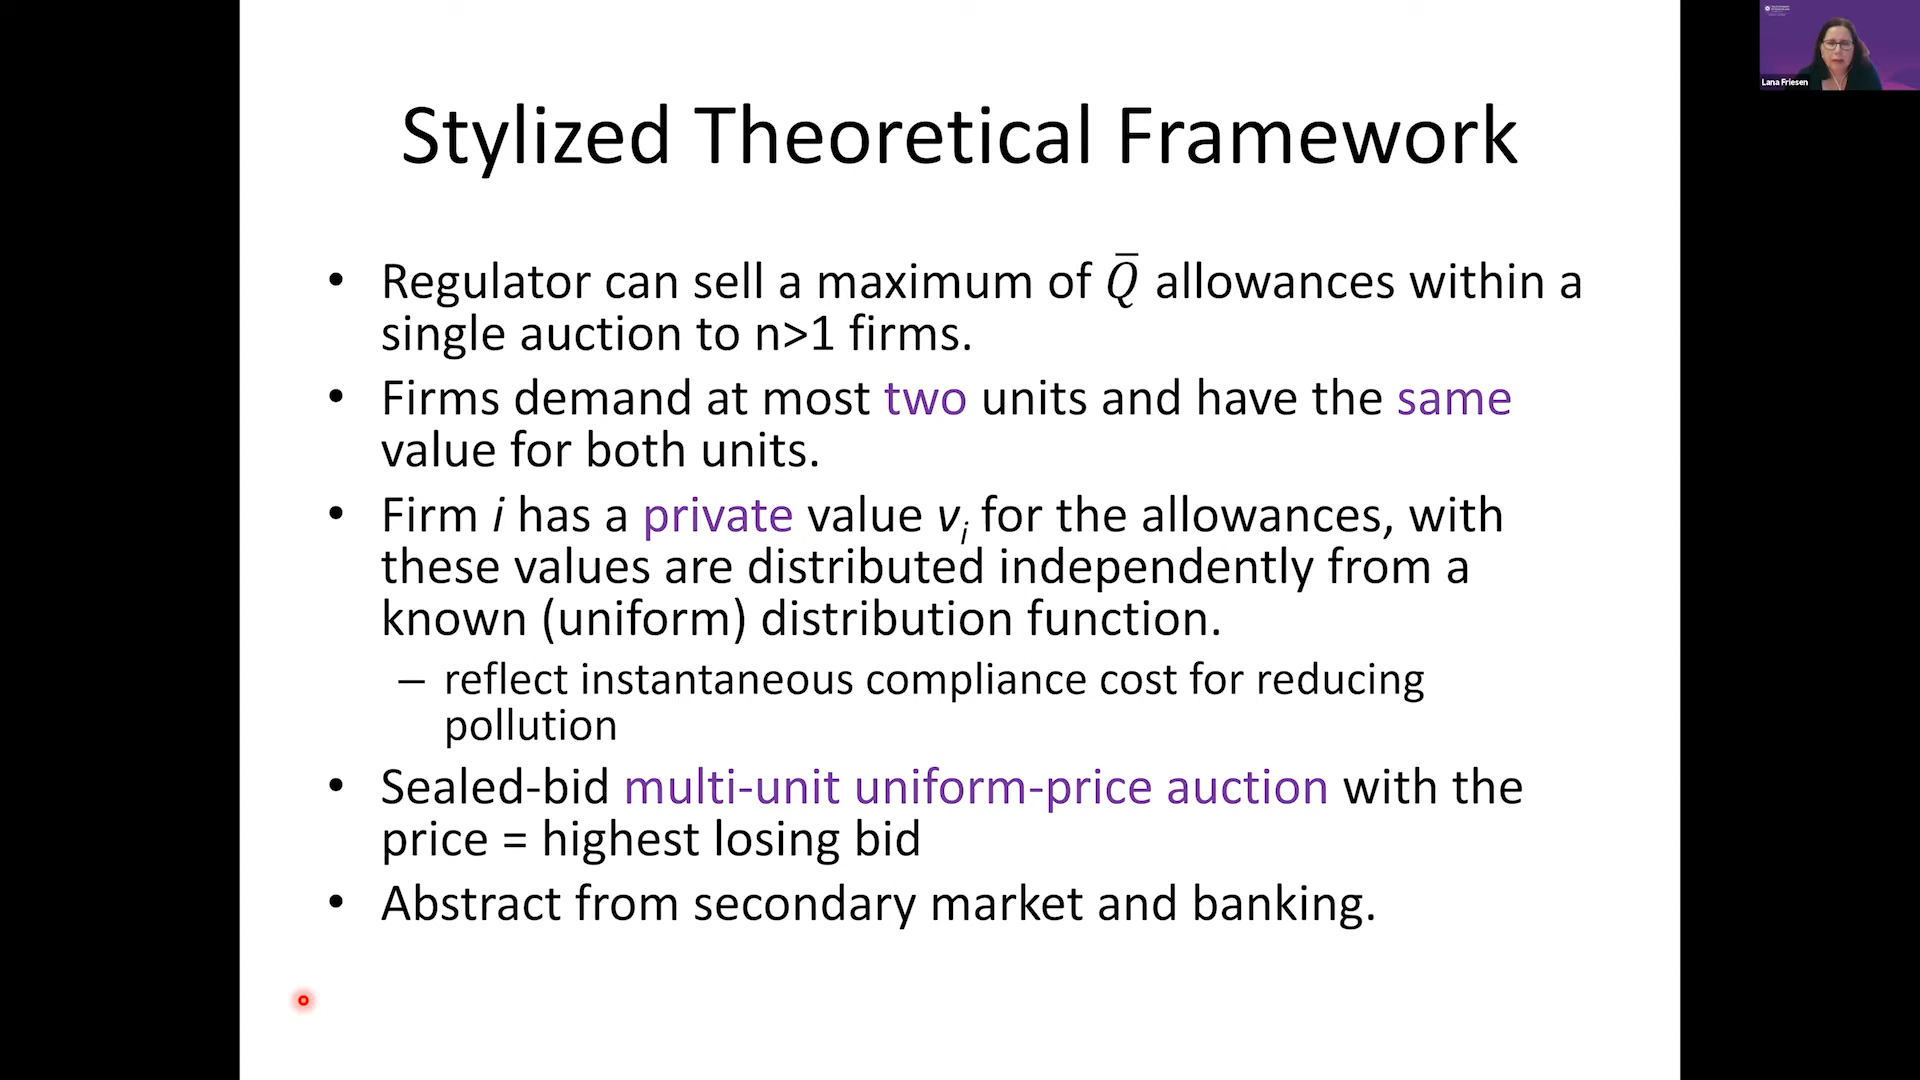 Stylized Theoretical Framework
• Regulator can sell a maximum of Q̅ allowances within a
single auction to n>1 firms.
• Firms demand at most two units and have the same
value for both units.
• Firm i has a private value vᵢ for the allowances, with
these values are distributed independently from a
known (uniform) distribution function.
– reflect instantaneous compliance cost for reducing
pollution
• Sealed-bid multi-unit uniform-price auction with the
price = highest losing bid
• Abstract from secondary market and banking.
Lana Friesen